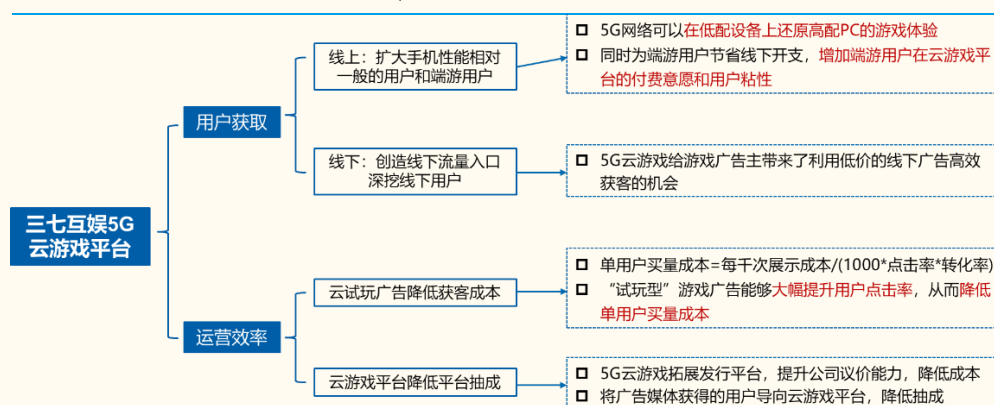 三七互娱5G
云游戏平台
用户获取
线上：扩大手机性能相对
一般的用户和端游用户
5G网络可以在低配设备上还原高配PC的游戏体验
同时为端游用户节省线下开支，增加端游用户在云游戏平
台的付费意愿和用户粘性
线下：创造线下流量入口
深挖线下用户
5G云游戏给游戏广告主带来了利用低价的线下广告高效
获客的机会
运营效率
云试玩广告降低获客成本
单用户买量成本=每千次展示成本/(1000*点击率*转化率)
“试玩型”游戏广告能够大幅提升用户点击率，从而降低
单用户买量成本
云游戏平台降低平台抽成
5G云游戏拓展发行平台，提升公司议价能力，降低成本
将广告媒体获得的用户导向云游戏平台，降低抽成